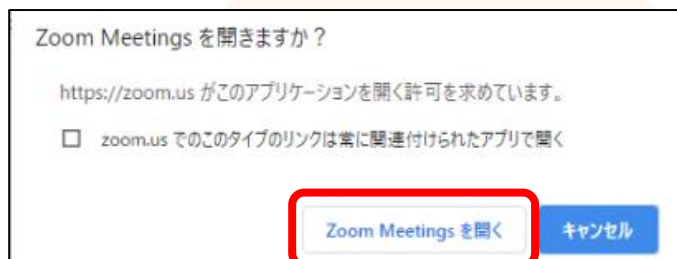 Zoom Meetings を開きますか？
https://zoom.us がこのアプリケーションを開く許可を求めています。
zoom.us でのこのタイプのリンクは常に関連付けられたアプリで開く
Zoom Meetings を開く キャンセル